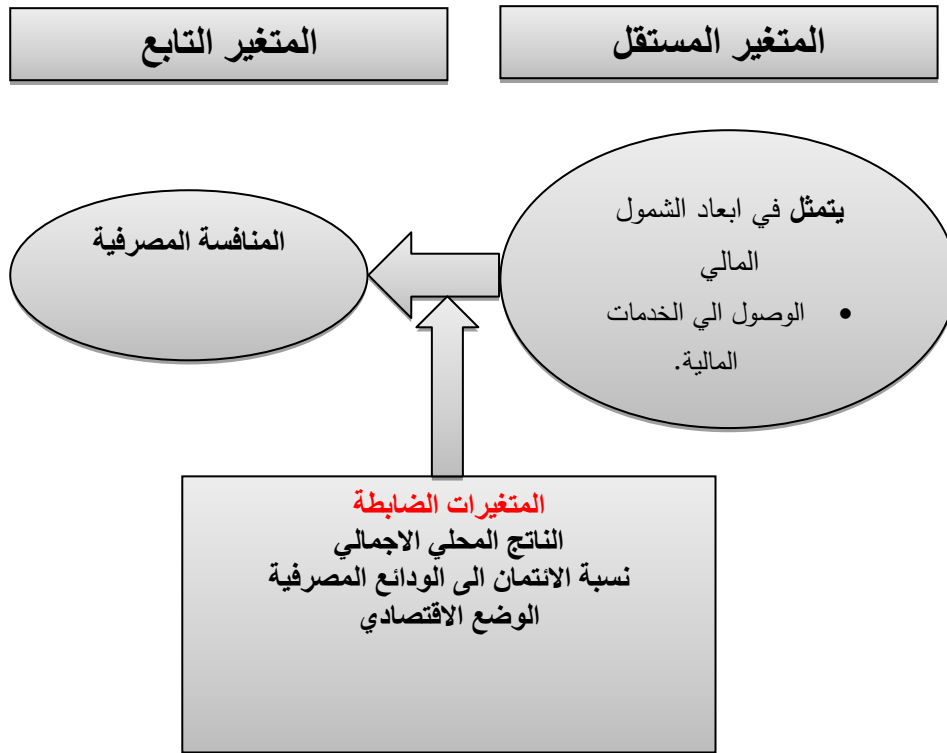 المتغير المستقل
المتغير التابع
يتمثل في ابعاد الشمول
المالي
• الوصول الي الخدمات
المالية.
المنافسة المصرفية
المتغيرات الضابطة
الناتج المحلي الاجمالي
نسبة الائتمان الى الودائع المصرفية
الوضع الاقتصادي